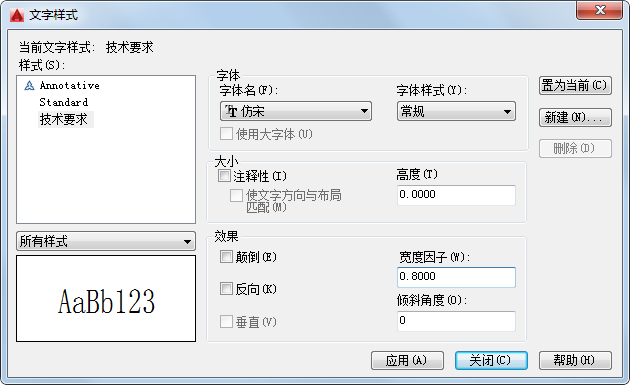 文字样式
当前文字样式: 技术要求
样式(S):
Annotative
Standard
技术要求
所有样式
AaBb123
字体
字体名(F):
字体样式(Y):
仿宋
常规
使用大字体(U)
大小
注释性(I)
使文字方向与布局
匹配(M)
高度(T)
0.0000
效果
颠倒(E)
反向(K)
垂直(V)
宽度因子(W):
0.8000
倾斜角度(O):
0
置为当前(C)
新建(N)...
删除(D)
应用(A)
关闭(C)
帮助(H)